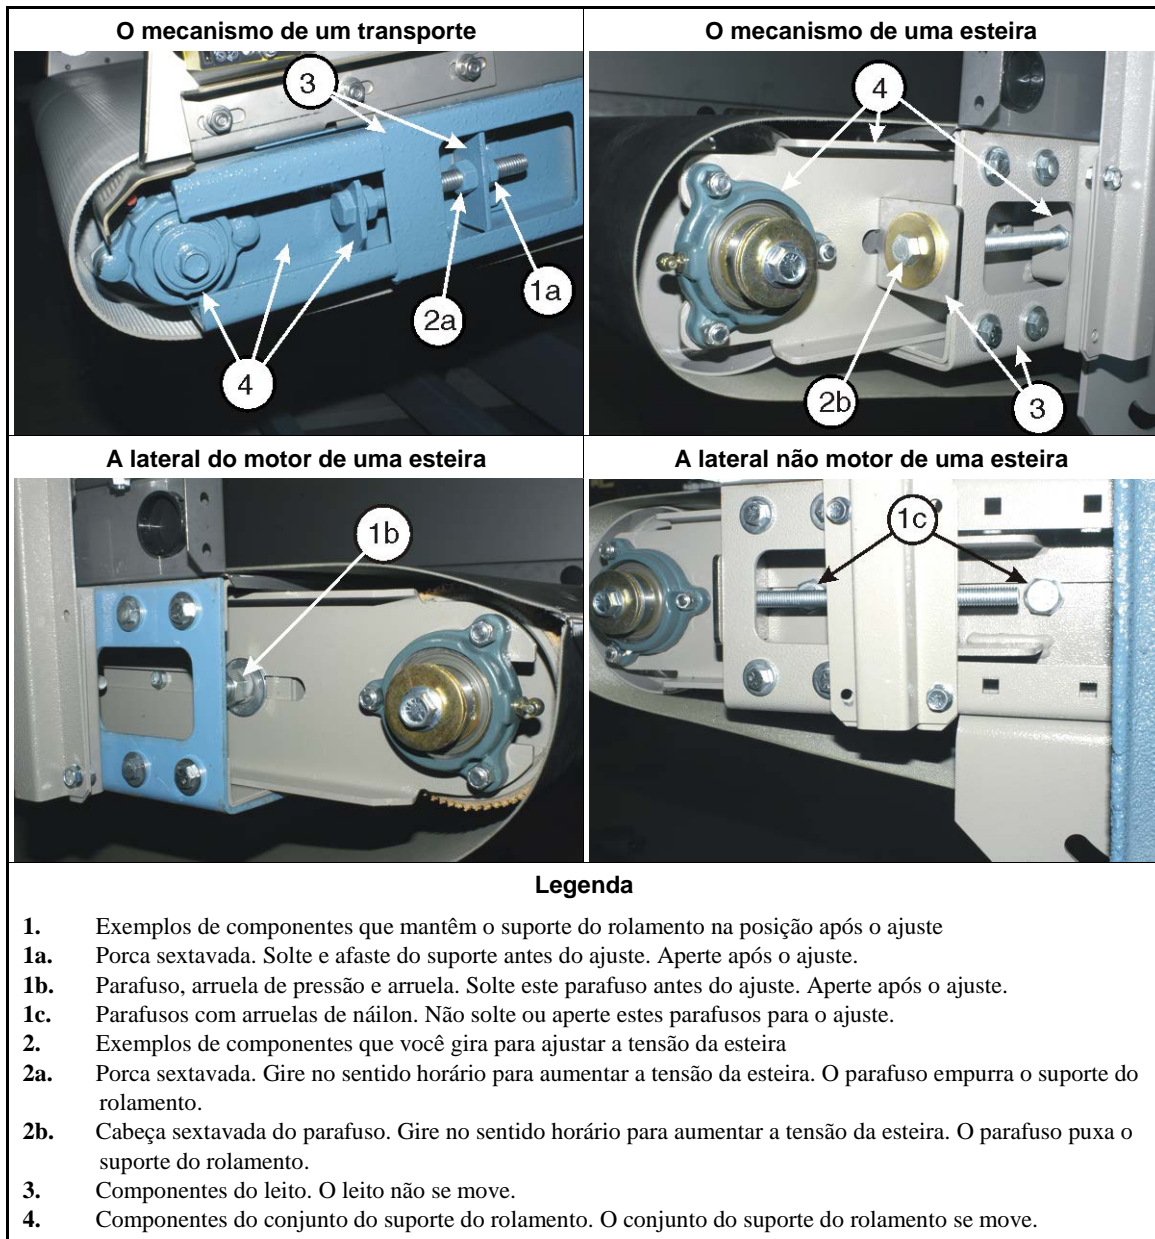 O mecanismo de um transporte
O mecanismo de uma esteira
3
4
2a
1a
4
2b
3
A lateral do motor de uma esteira
A lateral não motor de uma esteira
1b
1c
Legenda
1. Exemplos de componentes que mantêm o suporte do rolamento na posição após o ajuste
1a. Porca sextavada. Solte e afaste do suporte antes do ajuste. Aperte após o ajuste.
1b. Parafuso, arruela de pressão e arruela. Solte este parafuso antes do ajuste. Aperte após o ajuste.
1c. Parafusos com arruelas de náilon. Não solte ou aperte estes parafusos para o ajuste.
2. Exemplos de componentes que você gira para ajustar a tensão da esteira
2a. Porca sextavada. Gire no sentido horário para aumentar a tensão da esteira. O parafuso empurra o suporte do
rolamento.
2b. Cabeça sextavada do parafuso. Gire no sentido horário para aumentar a tensão da esteira. O parafuso puxa o
suporte do rolamento.
3. Componentes do leito. O leito não se move.
4. Componentes do conjunto do suporte do rolamento. O conjunto do suporte do rolamento se move.